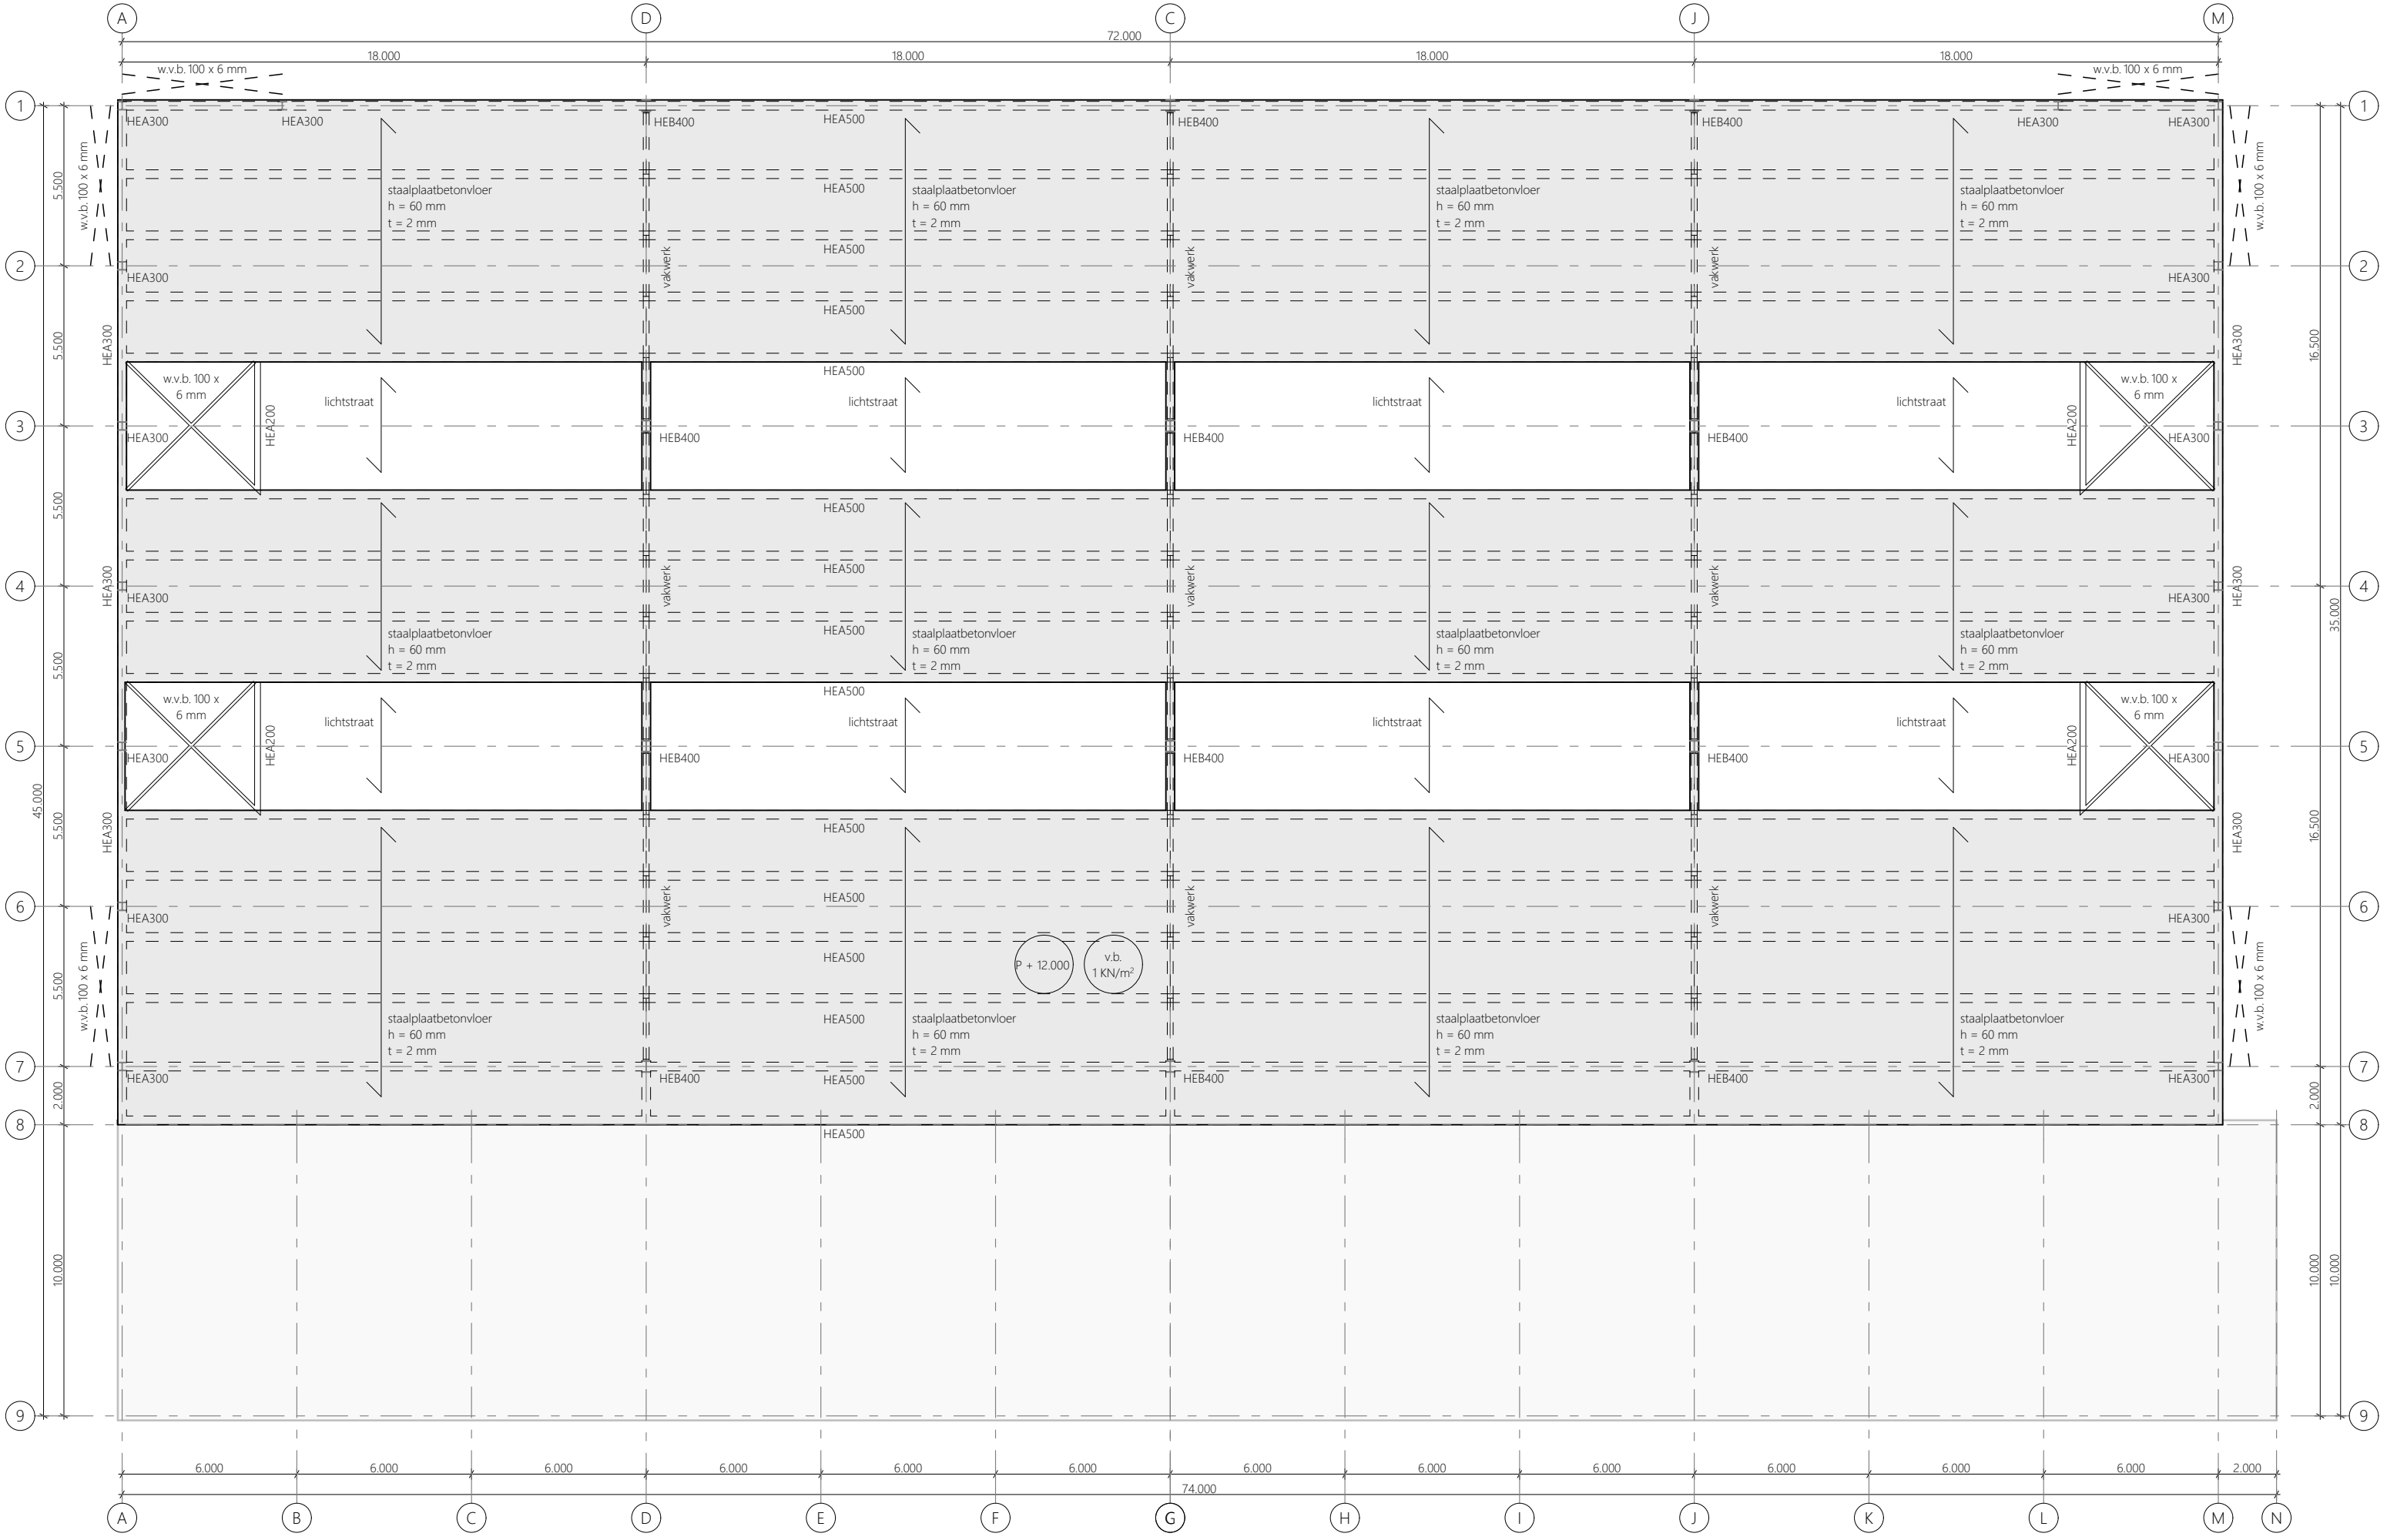 A D C J M
72.000
18.000 18.000 18.000 18.000
w.v.b. 100 x 6 mm w.v.b. 100 x 6 mm
1 1
HEA300 HEA300 HEB400 HEA500 HEB400 HEB400 HEA300 HEA300
w.v.b. 100 x 6 mm w.v.b. 100 x 6 mm
5.500
HEA500
staalplaatbetonvloer staalplaatbetonvloer staalplaatbetonvloer staalplaatbetonvloer
h = 60 mm h = 60 mm h = 60 mm h = 60 mm
t = 2 mm t = 2 mm t = 2 mm t = 2 mm
HEA500
vakwerk vakwerk vakwerk
2 2
HEA300 HEA300
HEA500
5.500 HEA300 HEA300 16.500
HEA500
w.v.b. 100 x w.v.b. 100 x
6 mm 6 mm
lichtstraat lichtstraat lichtstraat lichtstraat
HEA200 HEA200
3 3
HEA300 HEB400 HEB400 HEB400 HEA300
5.500
HEA500
HEA500
4 4
HEA300 vakwerk vakwerk vakwerk HEA300
HEA300 HEA300
35.000
HEA500
staalplaatbetonvloer staalplaatbetonvloer staalplaatbetonvloer staalplaatbetonvloer
h = 60 mm h = 60 mm h = 60 mm h = 60 mm
t = 2 mm t = 2 mm t = 2 mm t = 2 mm
5.500
HEA500
w.v.b. 100 x w.v.b. 100 x
6 mm 6 mm
lichtstraat lichtstraat lichtstraat lichtstraat
HEA200 HEA200
5 5
HEA300 HEB400 HEB400 HEB400 HEA300
45.000
5.500 HEA300 HEA300 16.500
HEA500
HEA500
vakwerk vakwerk vakwerk
6 6
HEA300 HEA300
HEA500
P + 12.000
v.b.
1 KN/m²
w.v.b. 100 x 6 mm w.v.b. 100 x 6 mm
5.500
HEA500
staalplaatbetonvloer staalplaatbetonvloer staalplaatbetonvloer staalplaatbetonvloer
h = 60 mm h = 60 mm h = 60 mm h = 60 mm
t = 2 mm t = 2 mm t = 2 mm t = 2 mm
7 7
HEA300 HEB400 HEA500 HEB400 HEB400 HEA300
2.000 2.000
8 8
HEA500
10.000 10.000 10.000
9 9
6.000 6.000 6.000 6.000 6.000 6.000 6.000 6.000 6.000 6.000 6.000 6.000 2.000
74.000
A B C D E F G H I J K L M N